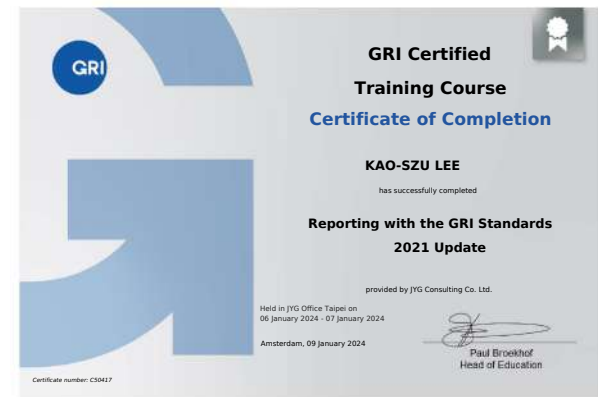 GRI
GRI Certified
Training Course
Certificate of Completion
KAO-SZU LEE
has successfully completed
Reporting with the GRI Standards
2021 Update
provided by JYG Consulting Co. Ltd.
Held in JYG Office Taipei on
06 January 2024 - 07 January 2024
Amsterdam, 09 January 2024
Paul Broekhof
Head of Education
Certificate number: C50417